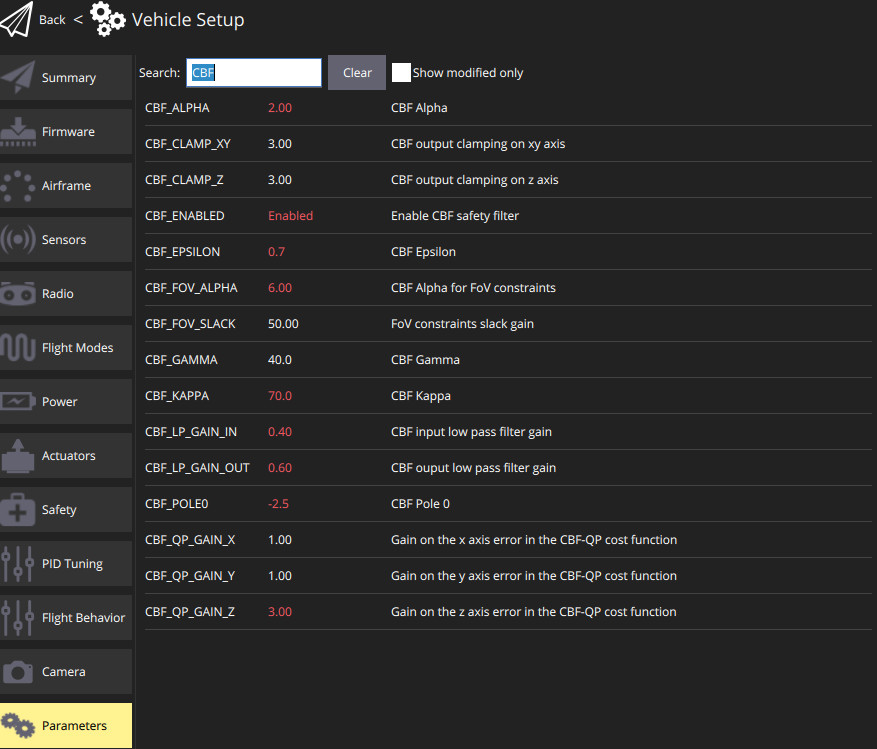 Back < Vehicle Setup
Summary
Firmware
Airframe
Sensors
Radio
Flight Modes
Power
Actuators
Safety
PID Tuning
Flight Behavior
Camera
Parameters
Search: CBF Clear Show modified only
CBF_ALPHA 2.00 CBF Alpha
CBF_CLAMP_XY 3.00 CBF output clamping on xy axis
CBF_CLAMP_Z 3.00 CBF output clamping on z axis
CBF_ENABLED Enabled Enable CBF safety filter
CBF_EPSILON 0.7 CBF Epsilon
CBF_FOV_ALPHA 6.00 CBF Alpha for FoV constraints
CBF_FOV_SLACK 50.00 FoV constraints slack gain
CBF_GAMMA 40.0 CBF Gamma
CBF_KAPPA 70.0 CBF Kappa
CBF_LP_GAIN_IN 0.40 CBF input low pass filter gain
CBF_LP_GAIN_OUT 0.60 CBF ouput low pass filter gain
CBF_POLE0 -2.5 CBF Pole 0
CBF_QP_GAIN_X 1.00 Gain on the x axis error in the CBF-QP cost function
CBF_QP_GAIN_Y 1.00 Gain on the y axis error in the CBF-QP cost function
CBF_QP_GAIN_Z 3.00 Gain on the z axis error in the CBF-QP cost function